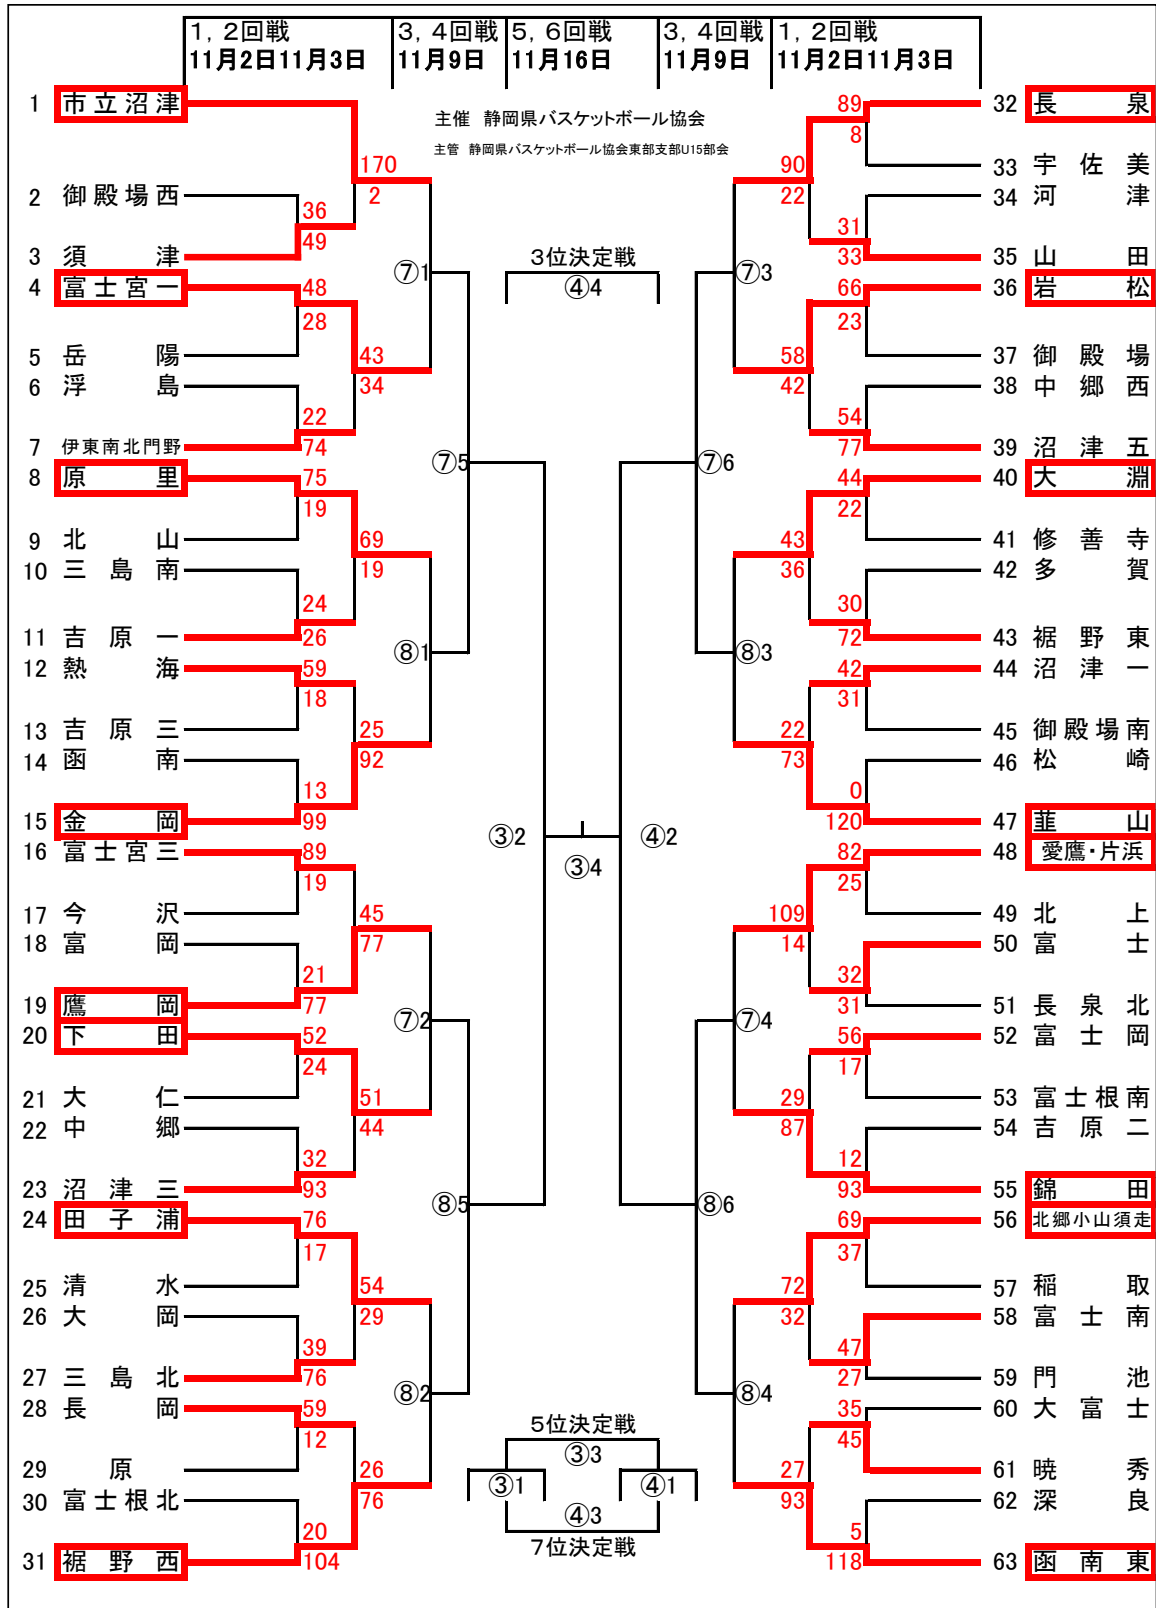 1,2回戦 3,4回戦 5,6回戦 3,4回戦 1,2回戦
11月2日11月3日 11月9日 11月16日 11月9日 11月2日11月3日
主催 静岡県バスケットボール協会
主管 静岡県バスケットボール協会東部支部U15部会
1 市立沼津
170
2
2 御殿場西
36
49
3 須津
⑦1
4 富士宮一
48
28
5 岳陽
43
34
6 浮島
22
74
7 伊東南北門野
⑦5
8 原里
75
19
9 北山
69
19
10 三島南
24
26
11 吉原一
⑧1
12 熱海
59
18
13 吉原三
25
92
14 函南
13
99
15 金岡
③2
16 富士宮三
89
19
17 今沢
45
77
18 富岡
21
77
19 鷹岡
⑦2
20 下田
52
24
21 大仁
51
44
22 中郷
32
93
23 沼津三
⑧5
24 田子浦
76
17
25 清水
54
29
26 大岡
39
76
27 三島北
⑧2
28 長岡
59
12
29 原
26
76
30 富士根北
20
104
31 裾野西
3位決定戦
④4
③4
5位決定戦
③3
③1
④1
④3
7位決定戦
89
8
32 長泉
33 宇佐美
90
22
34 河津
31
33
35 山田
⑦3
36 岩松
66
23
37 御殿場
58
42
38 中郷西
54
77
39 沼津五
⑦6
40 大淵
44
22
41 修善寺
43
36
42 多賀
30
72
43 裾野東
⑧3
44 沼津一
42
31
45 御殿場南
22
73
46 松崎
0
120
47 韮山
④2
48 愛鷹・片浜
82
25
49 北上
109
14
50 富士
32
31
51 長泉北
⑦4
52 富士岡
56
17
53 富士根南
29
87
54 吉原二
12
93
55 錦田
⑧6
56 北郷小山須走
69
37
57 稲取
72
32
58 富士南
47
27
59 門池
⑧4
60 大富士
35
45
61 暁秀
27
93
62 深良
5
118
63 函南東